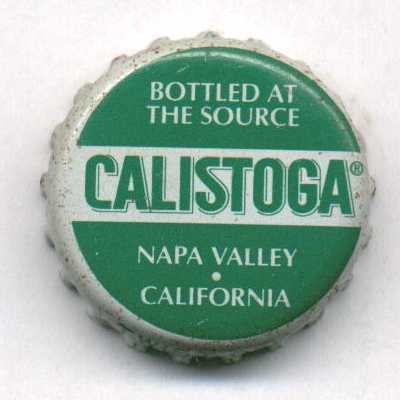 BOTTLED AT
THE SOURCE
CALISTOGA®
NAPA VALLEY
•
CALIFORNIA